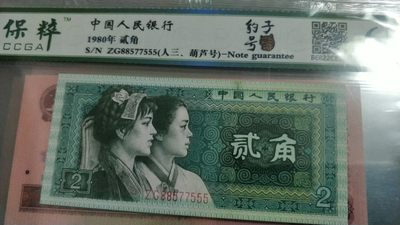 保粹
CCGA
中国人民银行
1980年 贰角
S/N ZG88577555(人三、葫芦号)-Note guarantee
豹子号
中国人民银行
贰角
2
ZG88577555
2